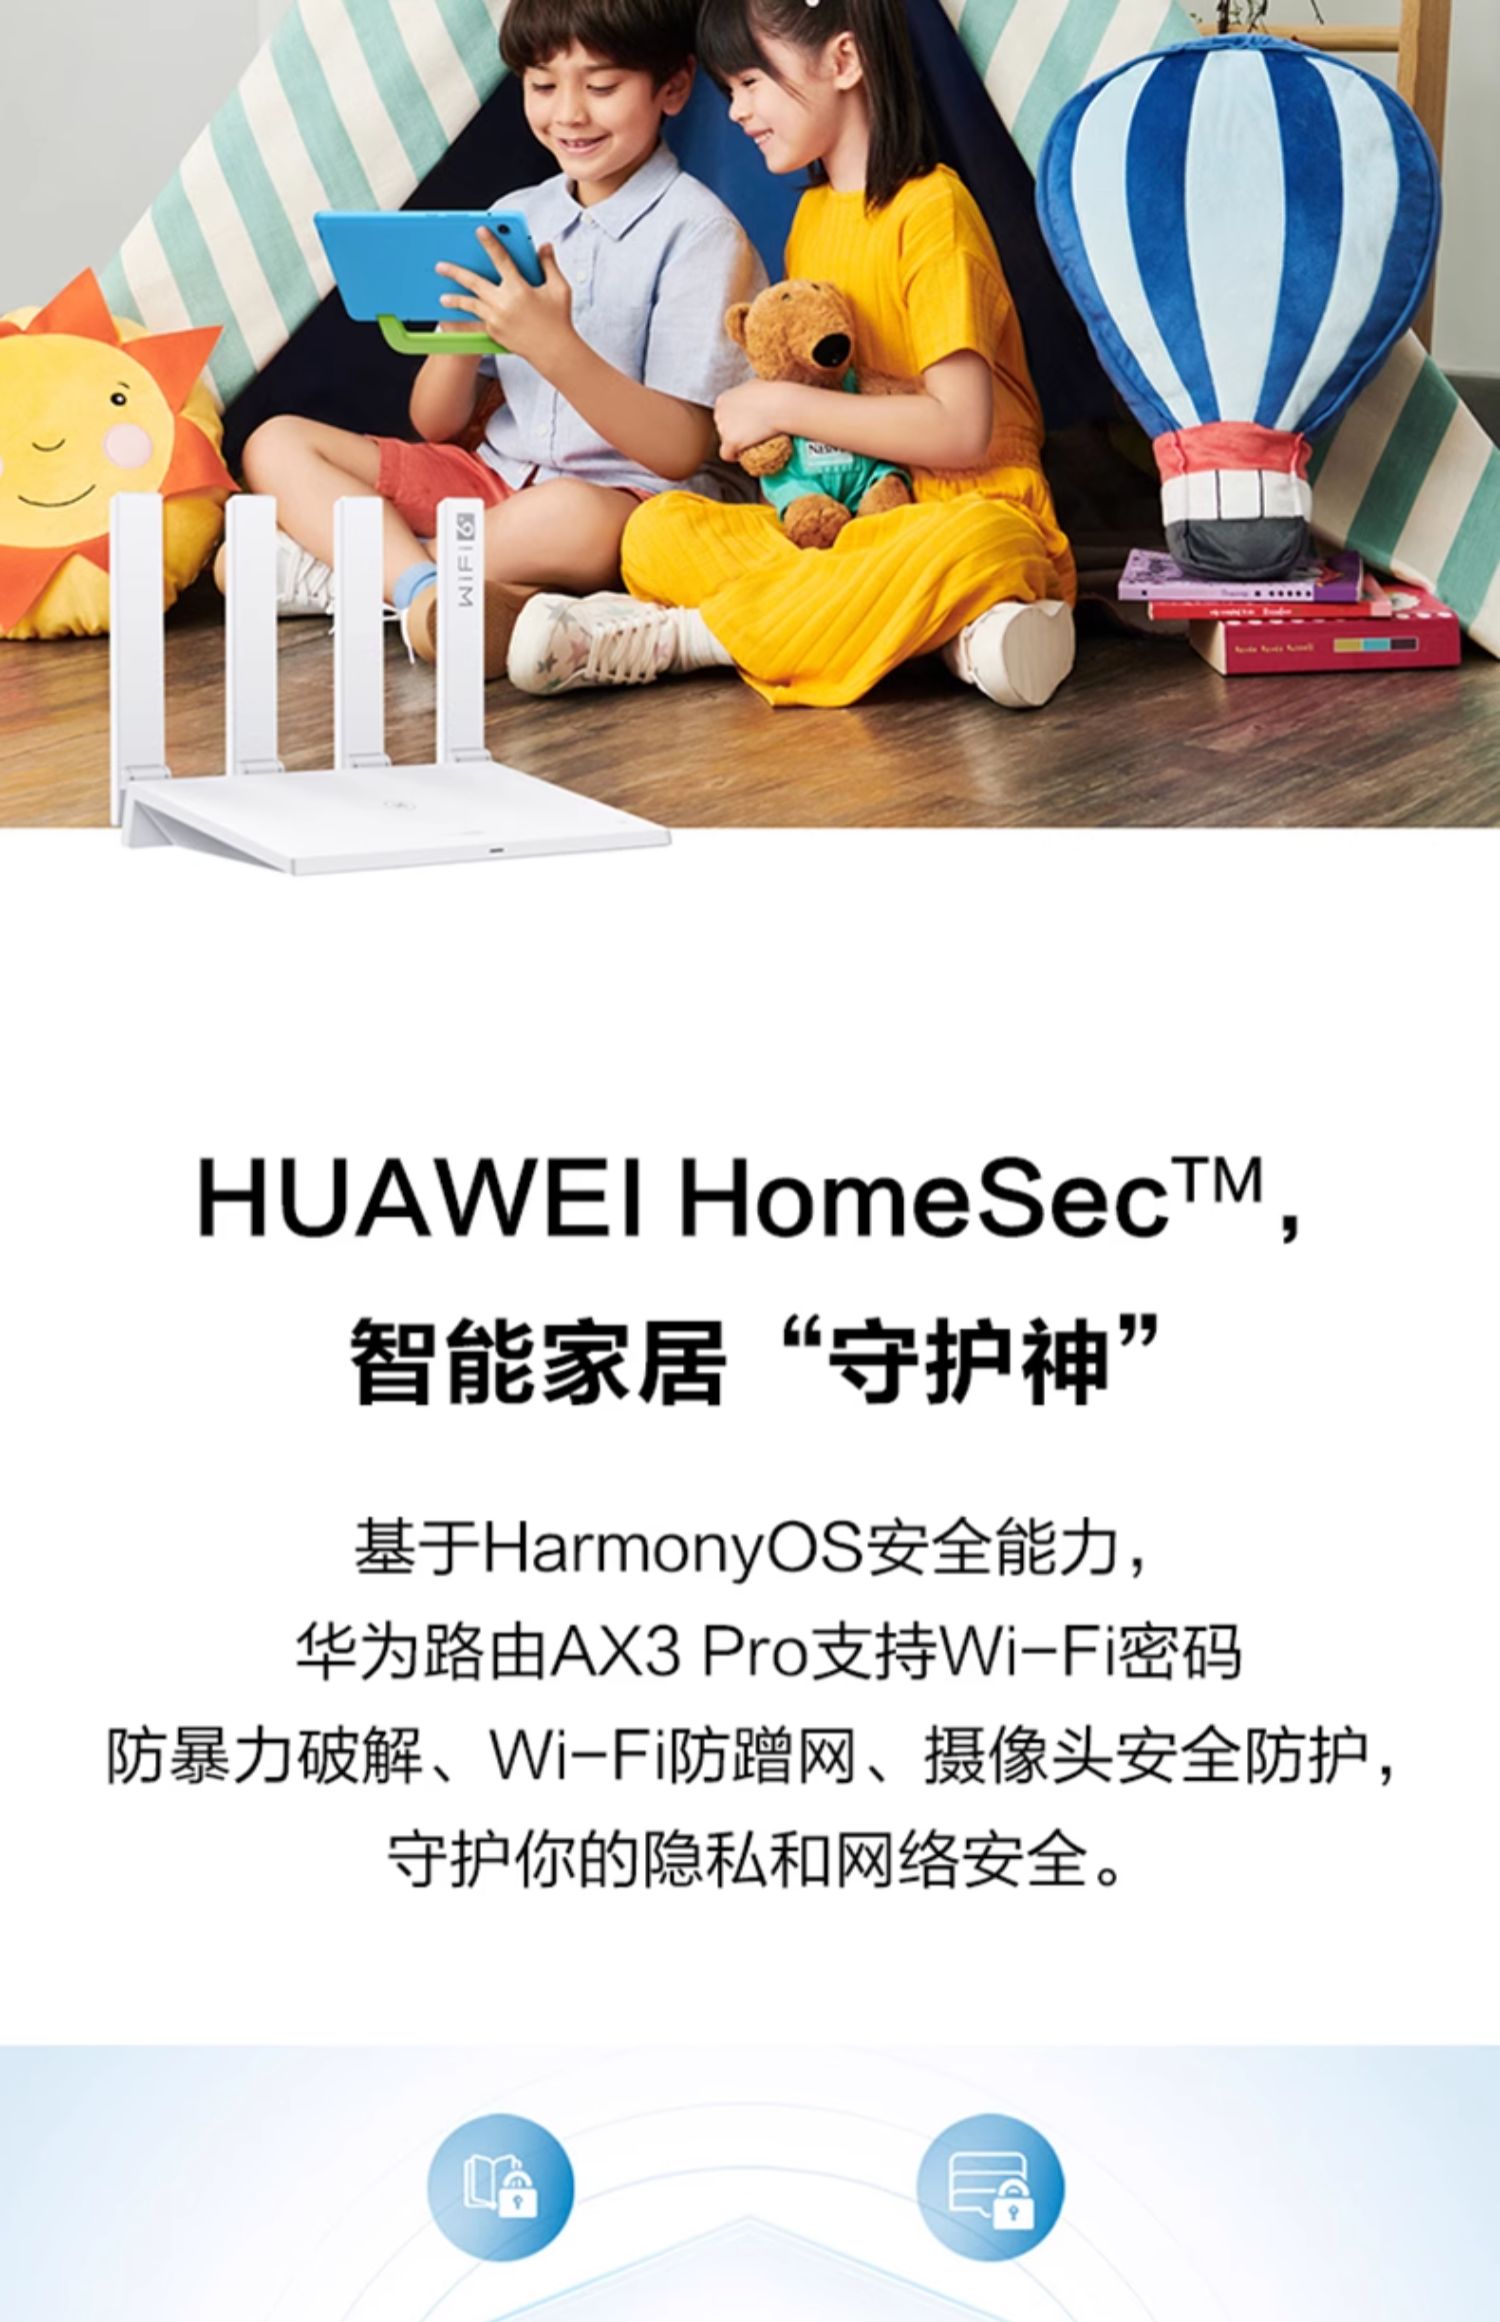 WIFI 6
HUAWEI HomeSec™，
智能家居“守护神”
基于HarmonyOS安全能力，
华为路由AX3 Pro支持Wi-Fi密码
防暴力破解、Wi-Fi防蹭网、摄像头安全防护，
守护你的隐私和网络安全。